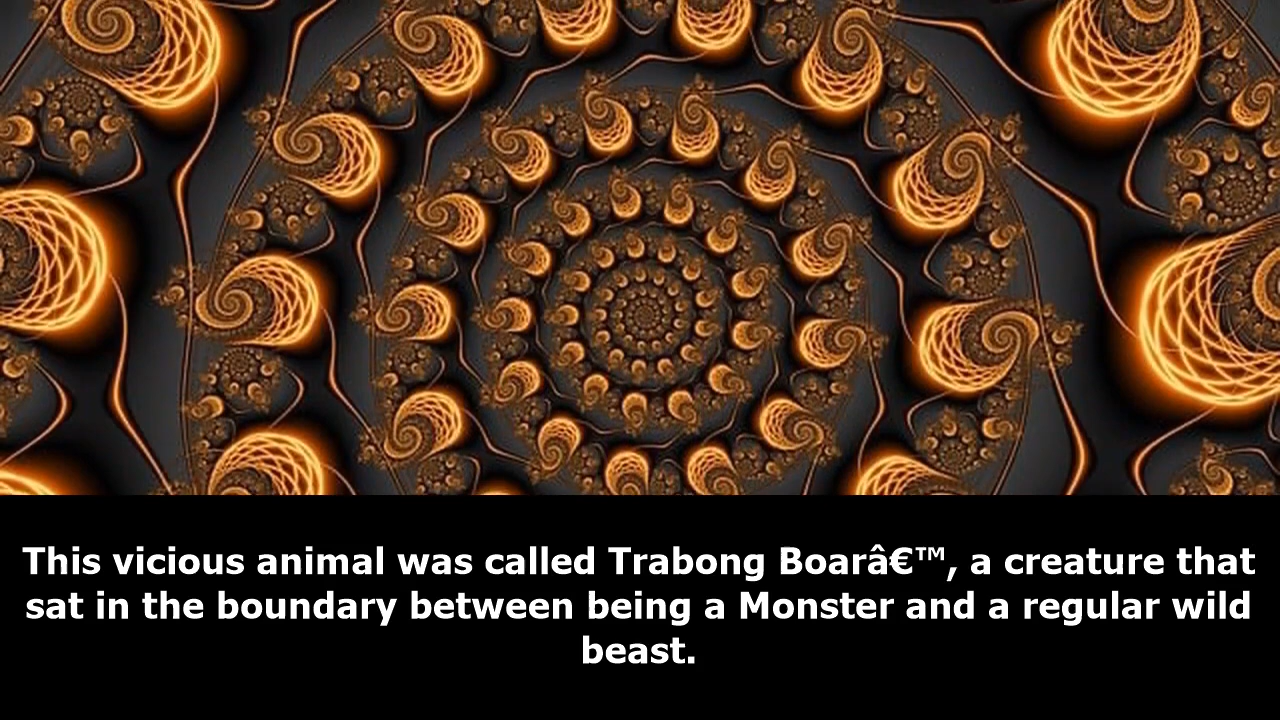 This vicious animal was called Trabong Boarâ€™, a creature that
sat in the boundary between being a Monster and a regular wild
beast.